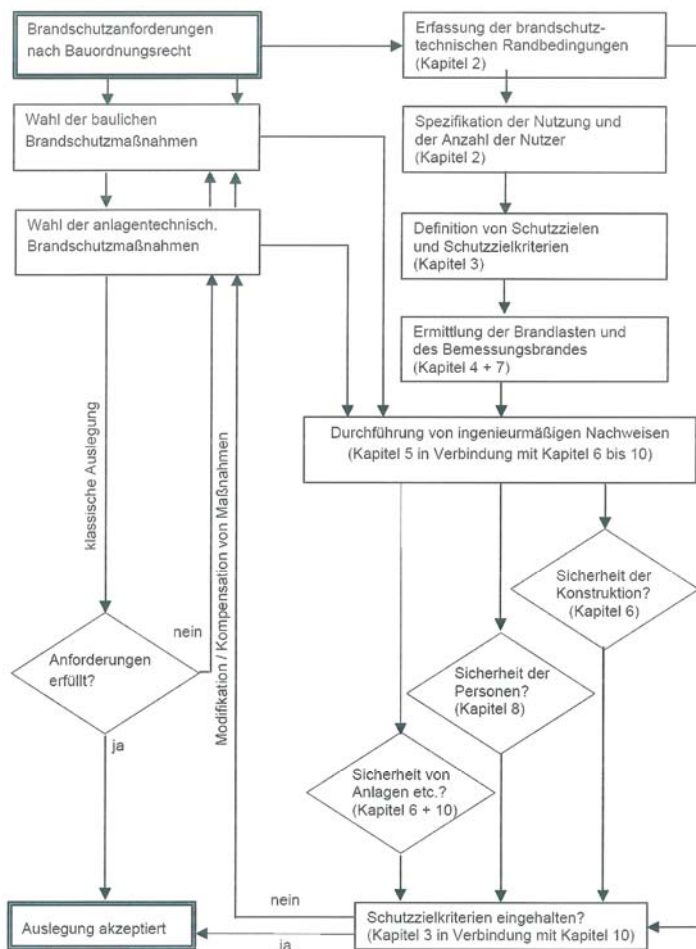 Brandschutzanforderungen
nach Bauordnungsrecht
Erfassung der brandschutz-
technischen Randbedingungen
(Kapitel 2)
Wahl der baulichen
Brandschutzmaßnahmen
Spezifikation der Nutzung und
der Anzahl der Nutzer
(Kapitel 2)
Wahl der anlagentechnisch.
Brandschutzmaßnahmen
Definition von Schutzzielen
und Schutzzielkriterien
(Kapitel 3)
Ermittlung der Brandlasten und
des Bemessungsbrandes
(Kapitel 4 + 7)
Durchführung von ingenieurmäßigen Nachweisen
(Kapitel 5 in Verbindung mit Kapitel 6 bis 10)
klassische Auslegung
Modifikation / Kompensation von Maßnahmen
Sicherheit der
Konstruktion?
(Kapitel 6)
nein
Anforderungen
erfüllt?
Sicherheit der
Personen?
(Kapitel 8)
ja
Sicherheit von
Anlagen etc.?
(Kapitel 6 + 10)
nein
Auslegung akzeptiert
Schutzzielkriterien eingehalten?
(Kapitel 3 in Verbindung mit Kapitel 10)
ja